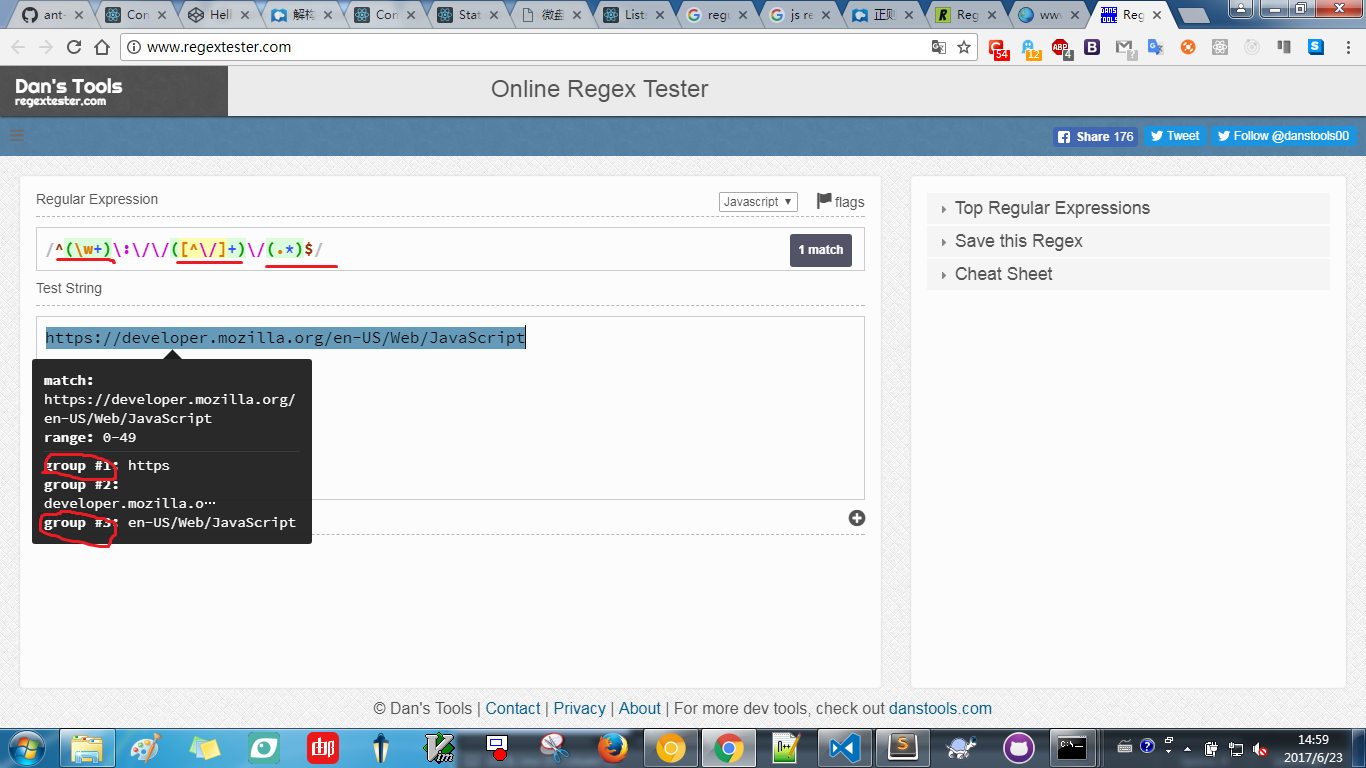 ant-
Con
Hell
解构
Con
Stat
微盘
Lists
regu
js re
正则
Reg
www
Reg
www.regextester.com
54
12
4
Dan's Tools
regextester.com
Online Regex Tester
Share 176
Tweet
Follow @danstools00
Regular Expression
Javascript
flags
/^(\w+)\:\/\/([^\/]+)\/(.*)$/
1 match
Test String
https://developer.mozilla.org/en-US/Web/JavaScript
match:
https://developer.mozilla.org/
en-US/Web/JavaScript
range: 0-49
group #1: https
group #2:
developer.mozilla.o…
group #3: en-US/Web/JavaScript
Top Regular Expressions
Save this Regex
Cheat Sheet
© Dan's Tools | Contact | Privacy | About | For more dev tools, check out danstools.com
14:59
2017/6/23